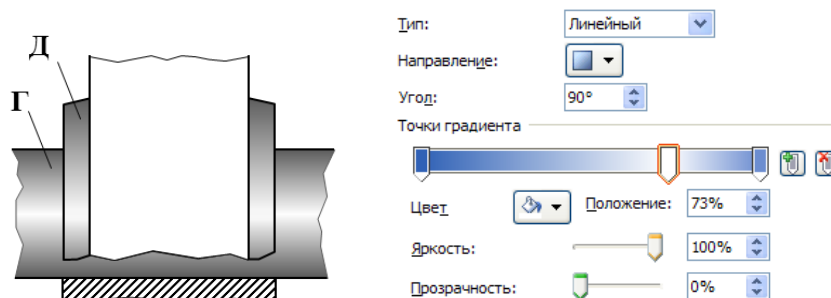 Д
Г
Тип: Линейный
Направление:
Угол: 90°
Точки градиента
Цвет Положение: 73%
Яркость: 100%
Прозрачность: 0%